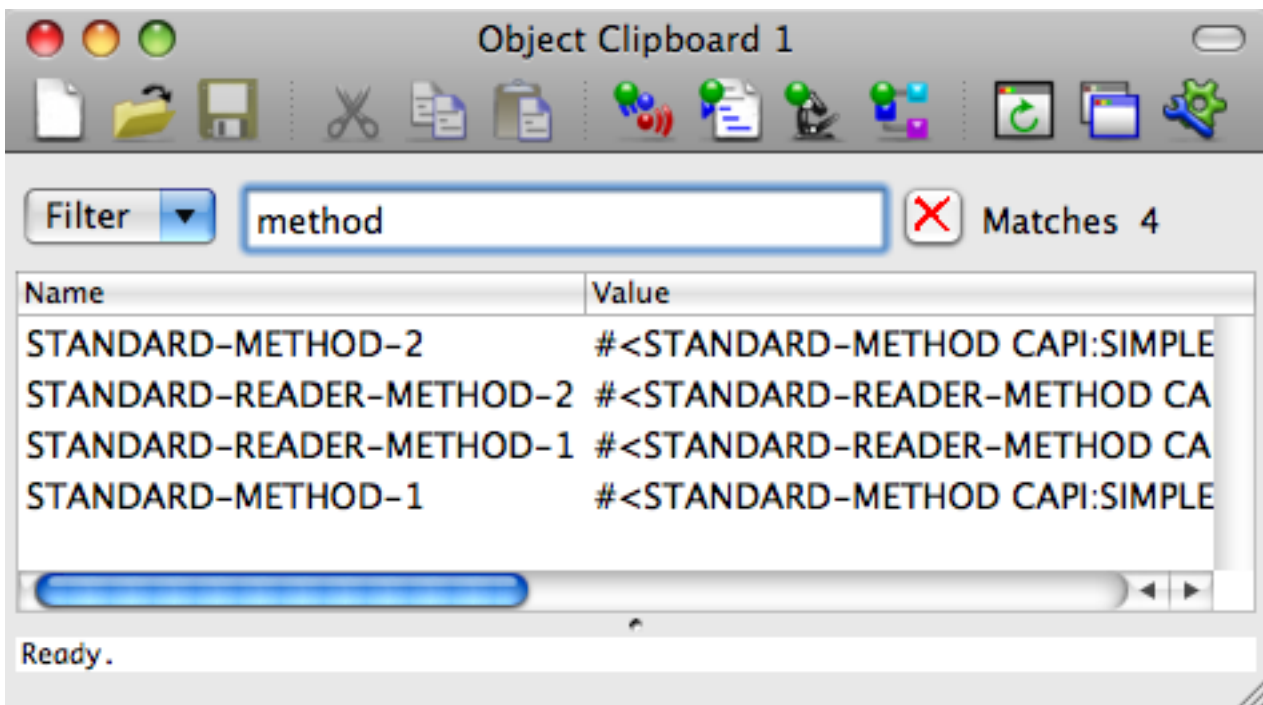 Object Clipboard 1
Filter method Matches 4
Name Value
STANDARD-METHOD-2 #<STANDARD-METHOD CAPI:SIMPLE
STANDARD-READER-METHOD-2 #<STANDARD-READER-METHOD CA
STANDARD-READER-METHOD-1 #<STANDARD-READER-METHOD CA
STANDARD-METHOD-1 #<STANDARD-METHOD CAPI:SIMPLE
Ready.